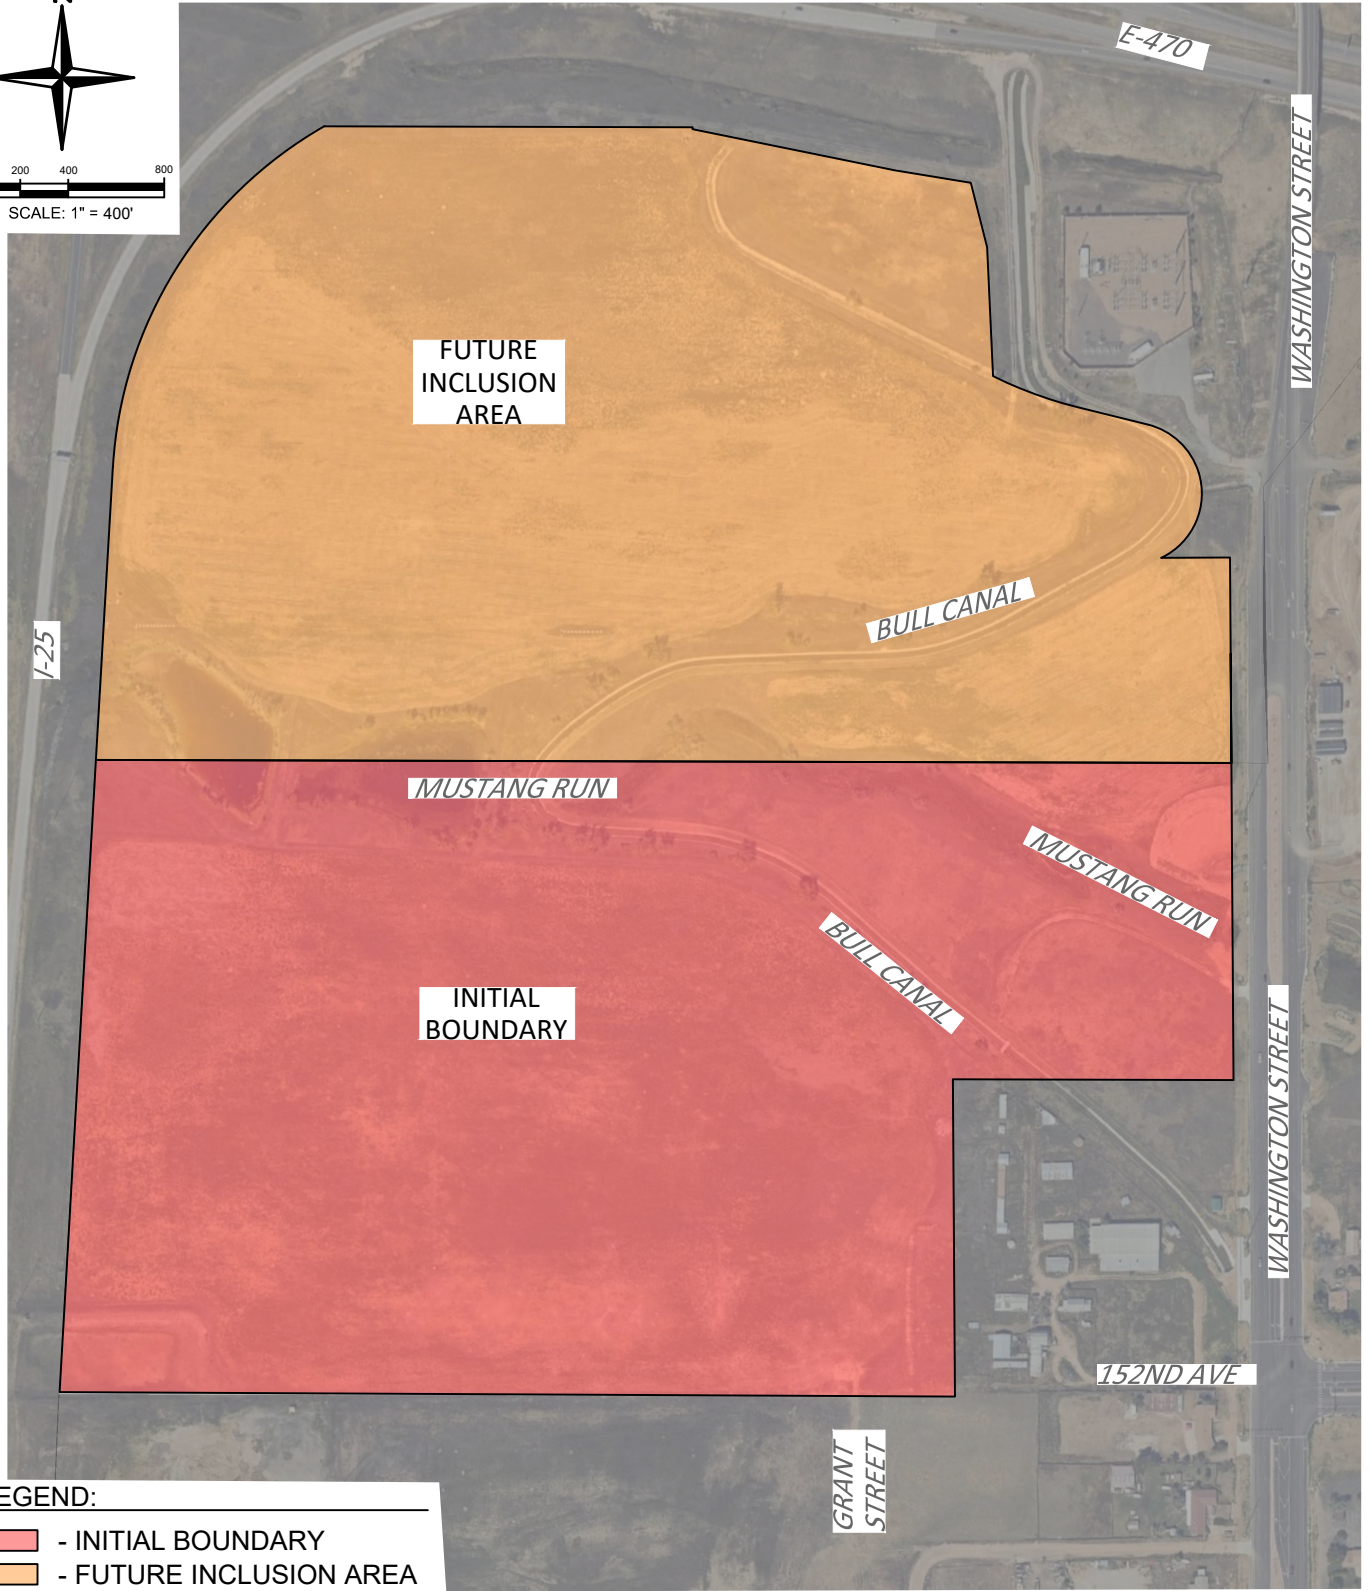 N
E-470
200 400 800
SCALE: 1" = 400'
WASHINGTON STREET
FUTURE
INCLUSION
AREA
BULL CANAL
I-25
MUSTANG RUN
MUSTANG RUN
BULL CANAL
INITIAL
BOUNDARY
WASHINGTON STREET
152ND AVE
GRANT
STREET
EGEND:
- INITIAL BOUNDARY
- FUTURE INCLUSION AREA